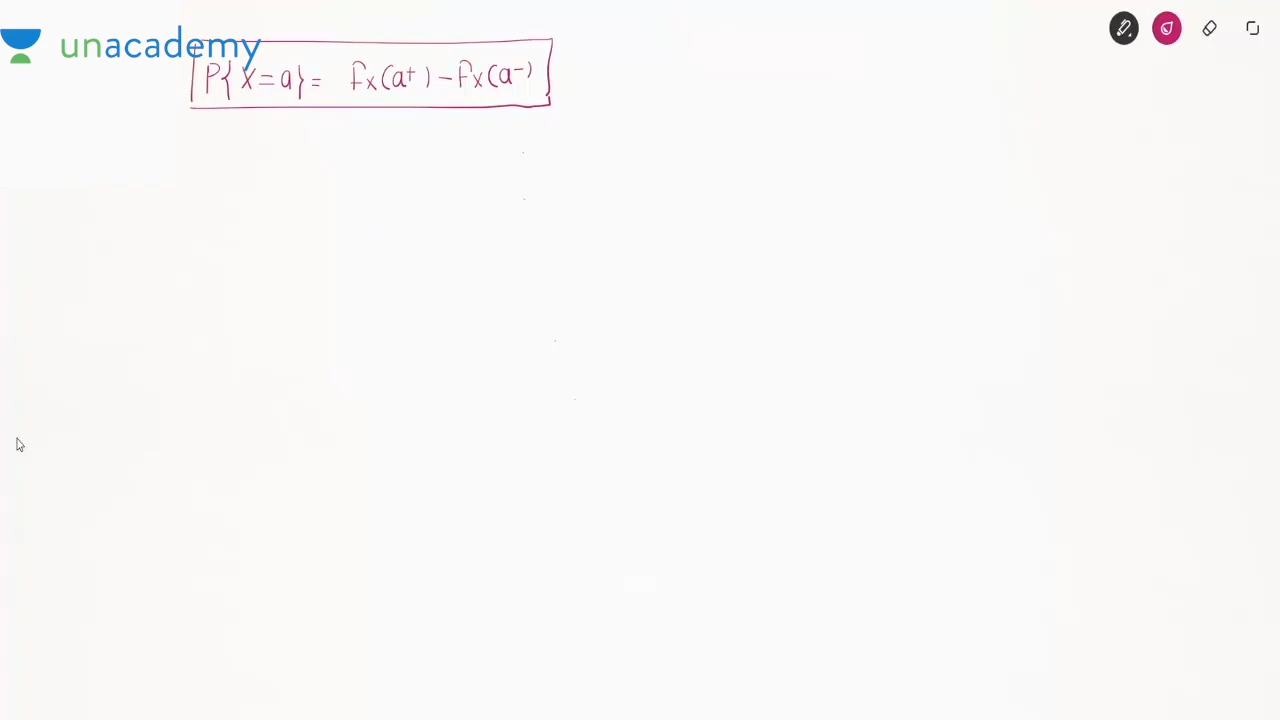 unacademy
P{X=a} = fx(a+) - fx(a-)